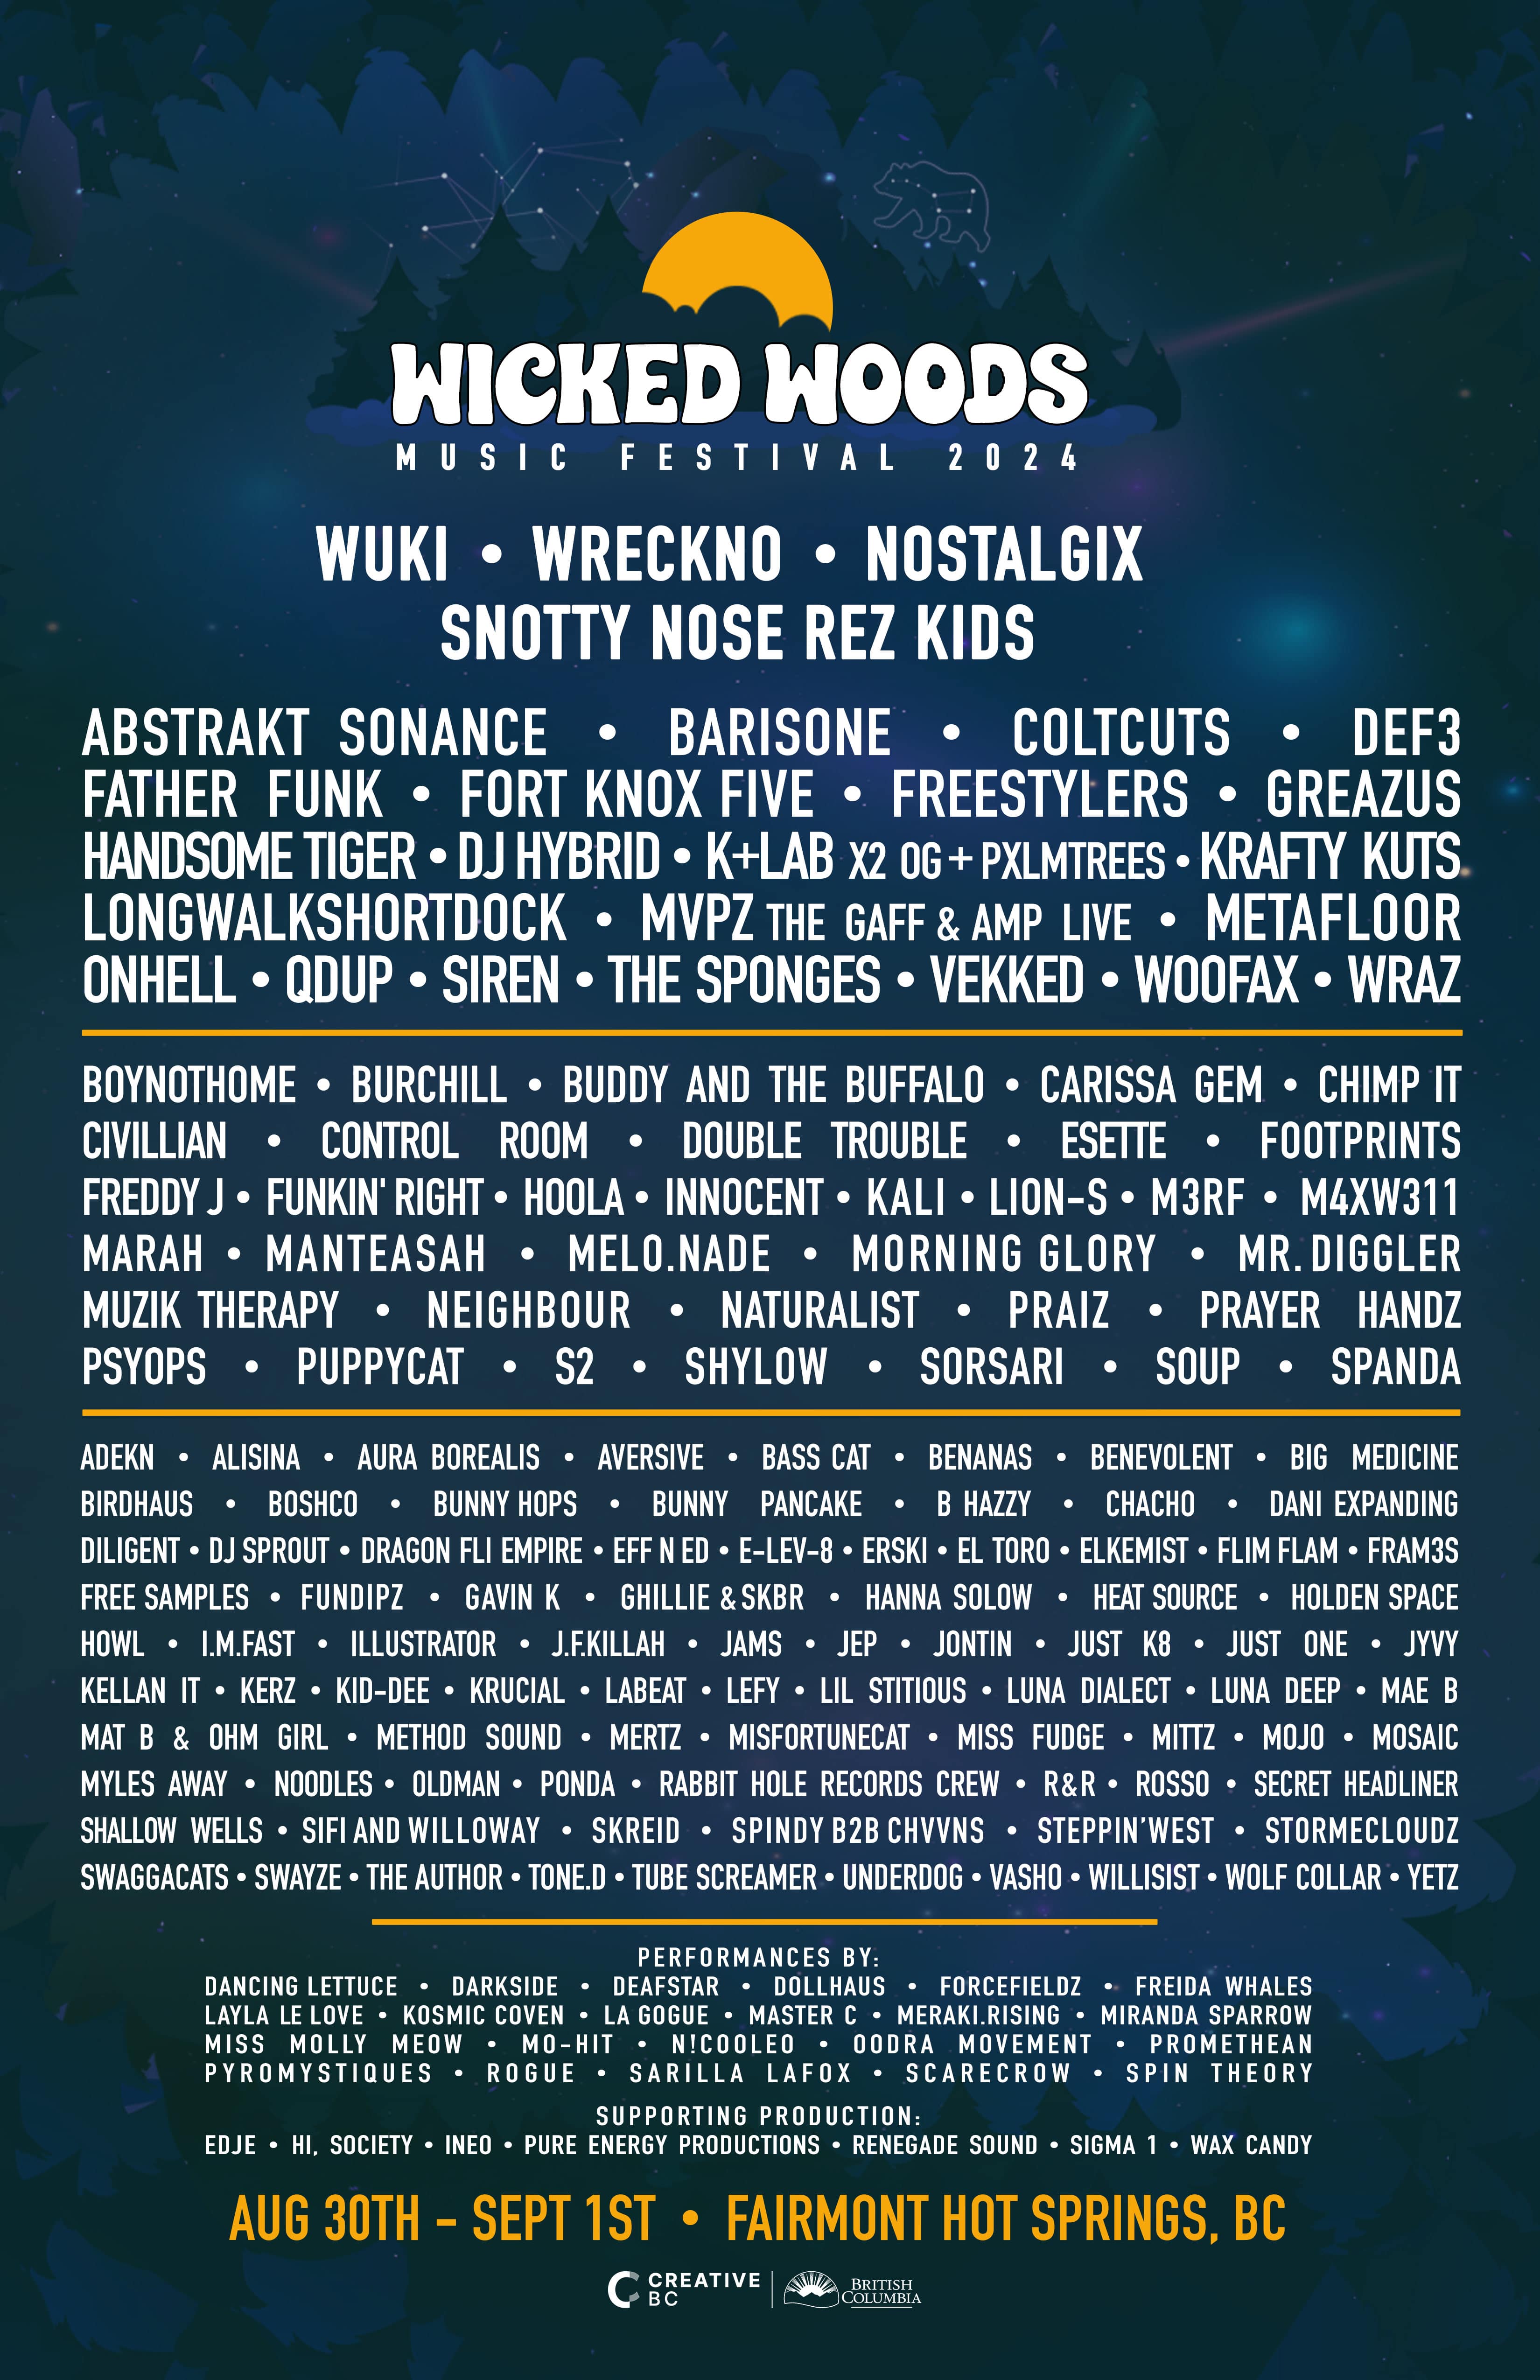 WICKED WOODS
MUSIC FESTIVAL 2024
WUKI • WRECKNO • NOSTALGIX
SNOTTY NOSE REZ KIDS
ABSTRAKT SONANCE • BARISONE • COLTCUTS • DEF3
FATHER FUNK • FORT KNOX FIVE • FREESTYLERS • GREAZUS
HANDSOME TIGER • DJ HYBRID • K+LAB X2 OG + PXLMTREES • KRAFTY KUTS
LONGWALKSHORTDOCK • MVPZ THE GAFF & AMP LIVE • METAFLOOR
ONHELL • QDUP • SIREN • THE SPONGES • VEKKED • WOOFAX • WRAZ
BOYNOTHOME • BURCHILL • BUDDY AND THE BUFFALO • CARISSA GEM • CHIMP IT
CIVILLIAN • CONTROL ROOM • DOUBLE TROUBLE • ESETTE • FOOTPRINTS
FREDDY J • FUNKIN' RIGHT • HOOLA • INNOCENT • KALI • LION-S • M3RF • M4XW311
MARAH • MANTEASAH • MELO.NADE • MORNING GLORY • MR. DIGGLER
MUZIK THERAPY • NEIGHBOUR • NATURALIST • PRAIZ • PRAYER HANDZ
PSYOPS • PUPPYCAT • S2 • SHYLOW • SORSARI • SOUP • SPANDA
ADEKN • ALISINA • AURA BOREALIS • AVERSIVE • BASS CAT • BENANAS • BENEVOLENT • BIG MEDICINE
BIRDHAUS • BOSHCO • BUNNY HOPS • BUNNY PANCAKE • B HAZZY • CHACHO • DANI EXPANDING
DILIGENT • DJ SPROUT • DRAGON FLI EMPIRE • EFF N ED • E-LEV-8 • ERSKI • EL TORO • ELKEMIST • FLIM FLAM • FRAM3S
FREE SAMPLES • FUNDIPZ • GAVIN K • GHILLIE & SKBR • HANNA SOLOW • HEAT SOURCE • HOLDEN SPACE
HOWL • I.M.FAST • ILLUSTRATOR • J.F.KILLAH • JAMS • JEP • JONTIN • JUST K8 • JUST ONE • JYVY
KELLAN IT • KERZ • KID-DEE • KRUCIAL • LABEAT • LEFY • LIL STITIOUS • LUNA DIALECT • LUNA DEEP • MAE B
MAT B & OHM GIRL • METHOD SOUND • MERTZ • MISFORTUNECAT • MISS FUDGE • MITTZ • MOJO • MOSAIC
MYLES AWAY • NOODLES • OLDMAN • PONDA • RABBIT HOLE RECORDS CREW • R&R • ROSSO • SECRET HEADLINER
SHALLOW WELLS • SIFI AND WILLOWAY • SKREID • SPINDY B2B CHVVNS • STEPPIN'WEST • STORMECLOUDZ
SWAGGACATS • SWAYZE • THE AUTHOR • TONE.D • TUBE SCREAMER • UNDERDOG • VASHO • WILLISIST • WOLF COLLAR • YETZ
PERFORMANCES BY:
DANCING LETTUCE • DARKSIDE • DEAFSTAR • DOLLHAUS • FORCEFIELDZ • FREIDA WHALES
LAYLA LE LOVE • KOSMIC COVEN • LA GOGUE • MASTER C • MERAKI.RISING • MIRANDA SPARROW
MISS MOLLY MEOW • MO-HIT • N!COOLEO • OODRA MOVEMENT • PROMETHEAN
PYROMYSTIQUES • ROGUE • SARILLA LAFOX • SCARECROW • SPIN THEORY
SUPPORTING PRODUCTION:
EDJE • HI, SOCIETY • INEO • PURE ENERGY PRODUCTIONS • RENEGADE SOUND • SIGMA 1 • WAX CANDY
AUG 30TH - SEPT 1ST • FAIRMONT HOT SPRINGS, BC
CREATIVE
BC
BRITISH
COLUMBIA